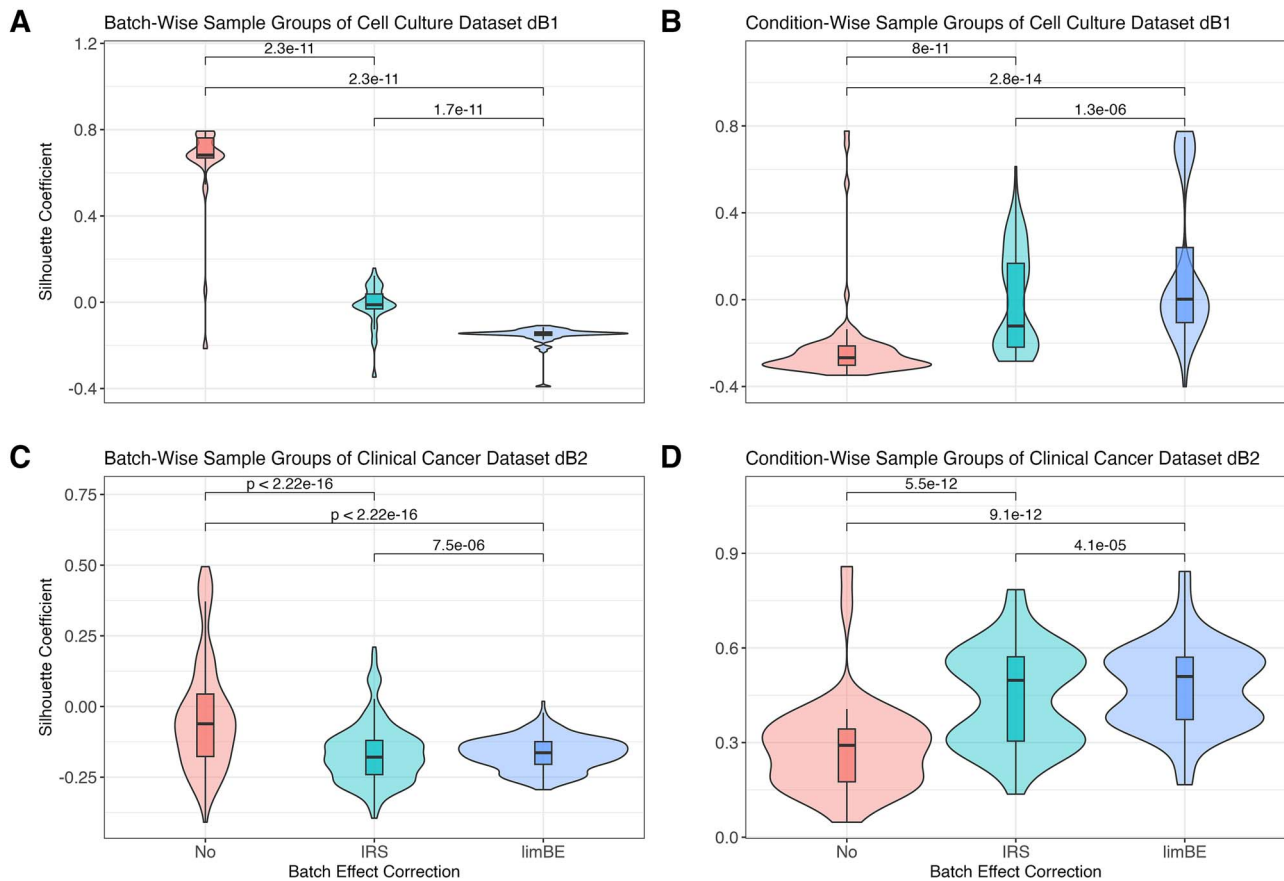 A
Batch-Wise Sample Groups of Cell Culture Dataset dB1
1.2
0.8
0.4
0.0
-0.4
Silhouette Coefficient
2.3e-11
2.3e-11
1.7e-11
B
Condition-Wise Sample Groups of Cell Culture Dataset dB1
0.8
0.4
0.0
-0.4
8e-11
2.8e-14
1.3e-06
C
Batch-Wise Sample Groups of Clinical Cancer Dataset dB2
0.75
0.50
0.25
0.00
-0.25
Silhouette Coefficient
p < 2.22e-16
p < 2.22e-16
7.5e-06
No
IRS
limBE
Batch Effect Correction
D
Condition-Wise Sample Groups of Clinical Cancer Dataset dB2
0.9
0.6
0.3
0.0
5.5e-12
9.1e-12
4.1e-05
No
IRS
limBE
Batch Effect Correction